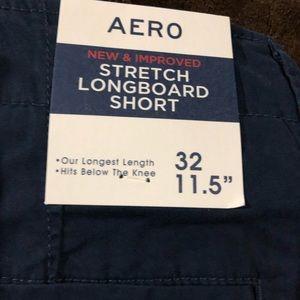 AERO
NEW & IMPROVED
STRETCH
LONGBOARD
SHORT
•Our Longest Length
•Hits Below The Knee
32
11.5”